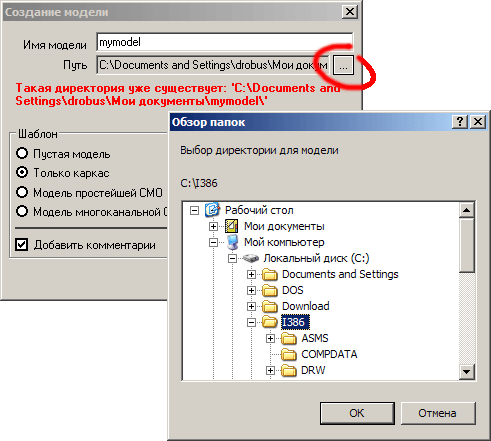 Создание модели
Имя модели
mymodel
Путь
C:\Documents and Settings\drobus\Мои докум
...
Такая директория уже существует: 'C:\Documents and
Settings\drobus\Мои документы\mymodel\'
Шаблон
Пустая модель
Только каркас
Модель простейшей СМО
Модель многоканальной С
Добавить комментарии
Обзор папок
Выбор директории для модели
C:\I386
Рабочий стол
Мои документы
Мой компьютер
Локальный диск (C:)
Documents and Settings
DOS
Download
I386
ASMS
COMPDATA
DRW
OK
Отмена